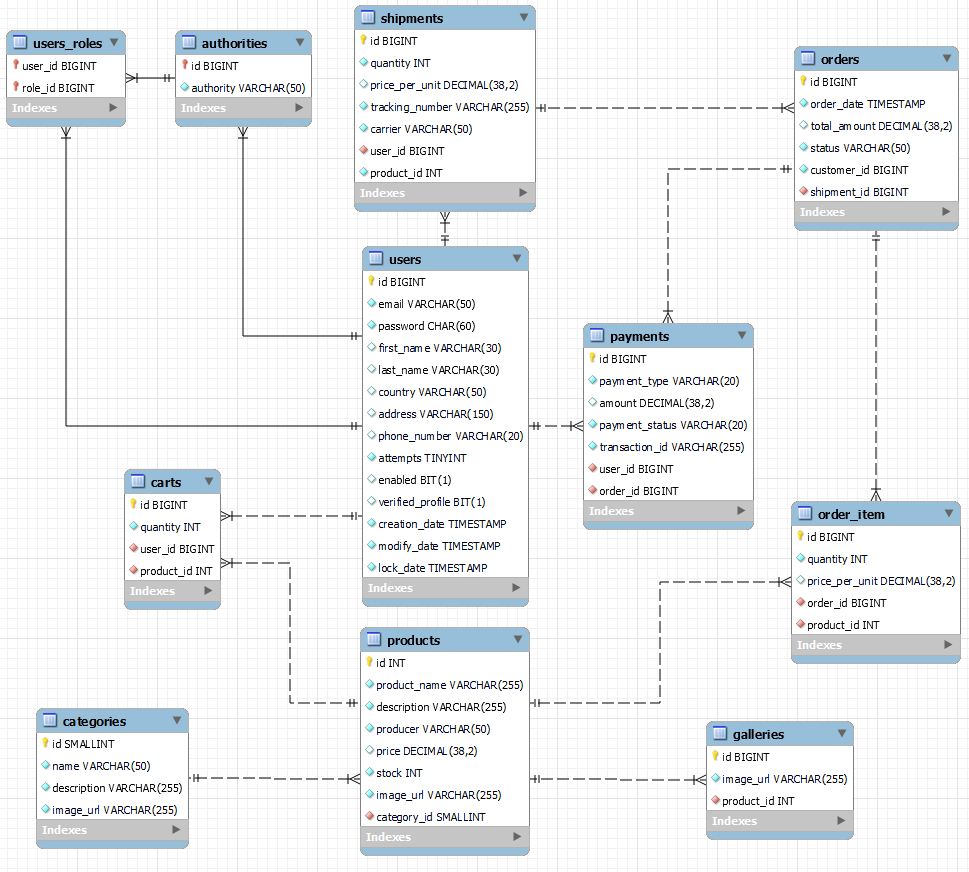 users_roles
user_id BIGINT
role_id BIGINT
Indexes
authorities
id BIGINT
authority VARCHAR(50)
Indexes
shipments
id BIGINT
quantity INT
price_per_unit DECIMAL(38,2)
tracking_number VARCHAR(255)
carrier VARCHAR(50)
user_id BIGINT
product_id INT
Indexes
orders
id BIGINT
order_date TIMESTAMP
total_amount DECIMAL(38,2)
status VARCHAR(50)
customer_id BIGINT
shipment_id BIGINT
Indexes
users
id BIGINT
email VARCHAR(50)
password CHAR(60)
first_name VARCHAR(30)
last_name VARCHAR(30)
country VARCHAR(50)
address VARCHAR(150)
phone_number VARCHAR(20)
attempts TINYINT
enabled BIT(1)
verified_profile BIT(1)
creation_date TIMESTAMP
modify_date TIMESTAMP
lock_date TIMESTAMP
Indexes
payments
id BIGINT
payment_type VARCHAR(20)
amount DECIMAL(38,2)
payment_status VARCHAR(20)
transaction_id VARCHAR(255)
user_id BIGINT
order_id BIGINT
Indexes
carts
id BIGINT
quantity INT
user_id BIGINT
product_id INT
Indexes
order_item
id BIGINT
quantity INT
price_per_unit DECIMAL(38,2)
order_id BIGINT
product_id INT
Indexes
products
id INT
product_name VARCHAR(255)
description VARCHAR(255)
producer VARCHAR(50)
price DECIMAL(38,2)
stock INT
image_url VARCHAR(255)
category_id SMALLINT
Indexes
categories
id SMALLINT
name VARCHAR(50)
description VARCHAR(255)
image_url VARCHAR(255)
Indexes
galleries
id BIGINT
image_url VARCHAR(255)
product_id INT
Indexes